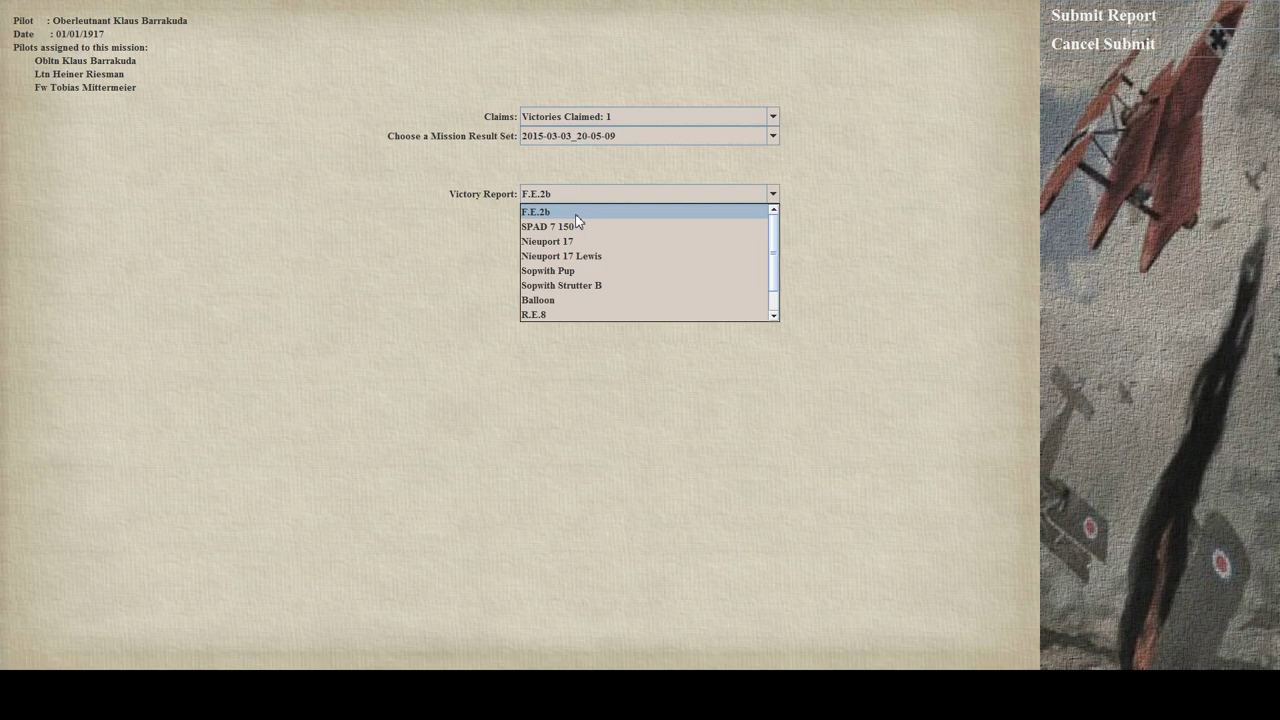 Pilot : Oberleutnant Klaus Barrakuda
Date : 01/01/1917
Pilots assigned to this mission:
Obltn Klaus Barrakuda
Ltn Heiner Riesman
Fw Tobias Mittermeier
Submit Report
Cancel Submit
Claims: Victories Claimed: 1
Choose a Mission Result Set: 2015-03-03_20-05-09
Victory Report: F.E.2b
F.E.2b
SPAD 7 150
Nieuport 17
Nieuport 17 Lewis
Sopwith Pup
Sopwith Strutter B
Balloon
R.E.8